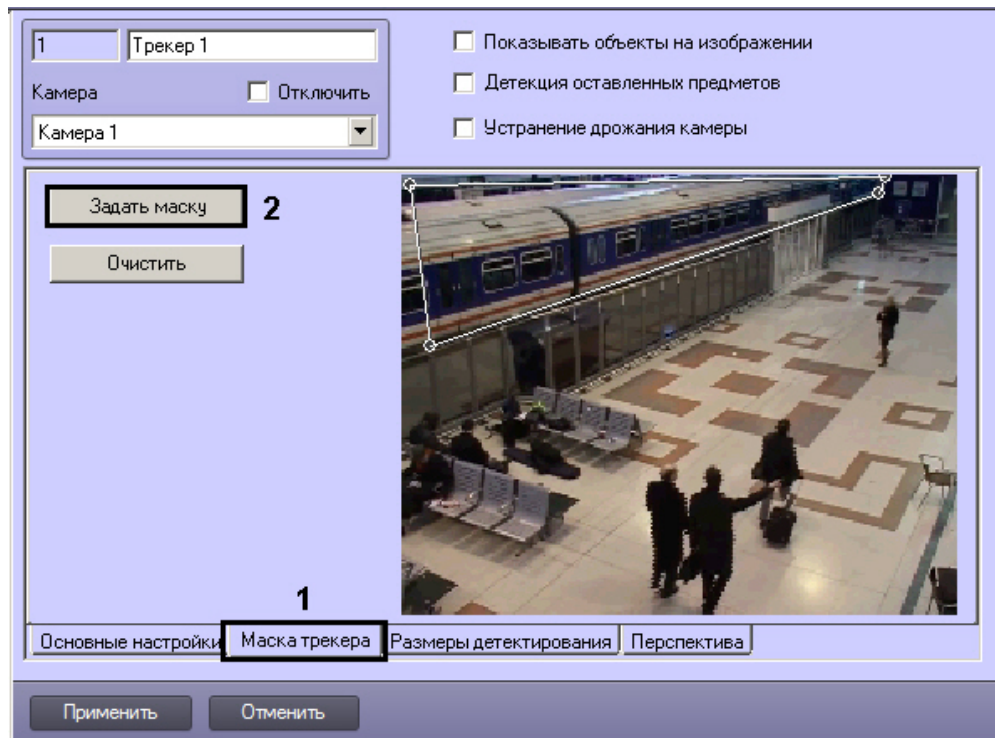 1
Трекер 1
Показывать объекты на изображении
Камера
Отключить
Детекция оставленных предметов
Камера 1
Устранение дрожания камеры
Задать маску
2
Очистить
1
Основные настройки
Маска трекера
Размеры детектирования
Перспектива
Применить
Отменить